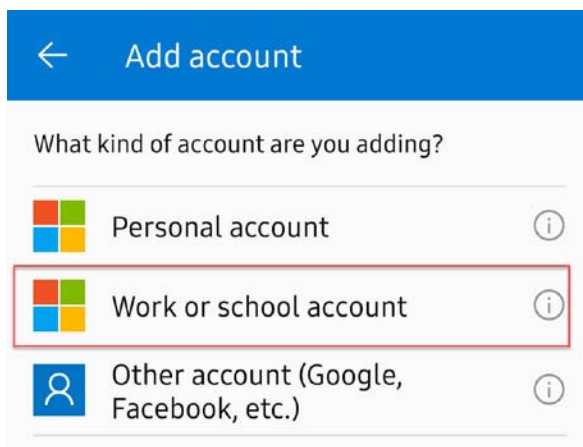 Add account
What kind of account are you adding?
Personal account
Work or school account
Other account (Google,
Facebook, etc.)